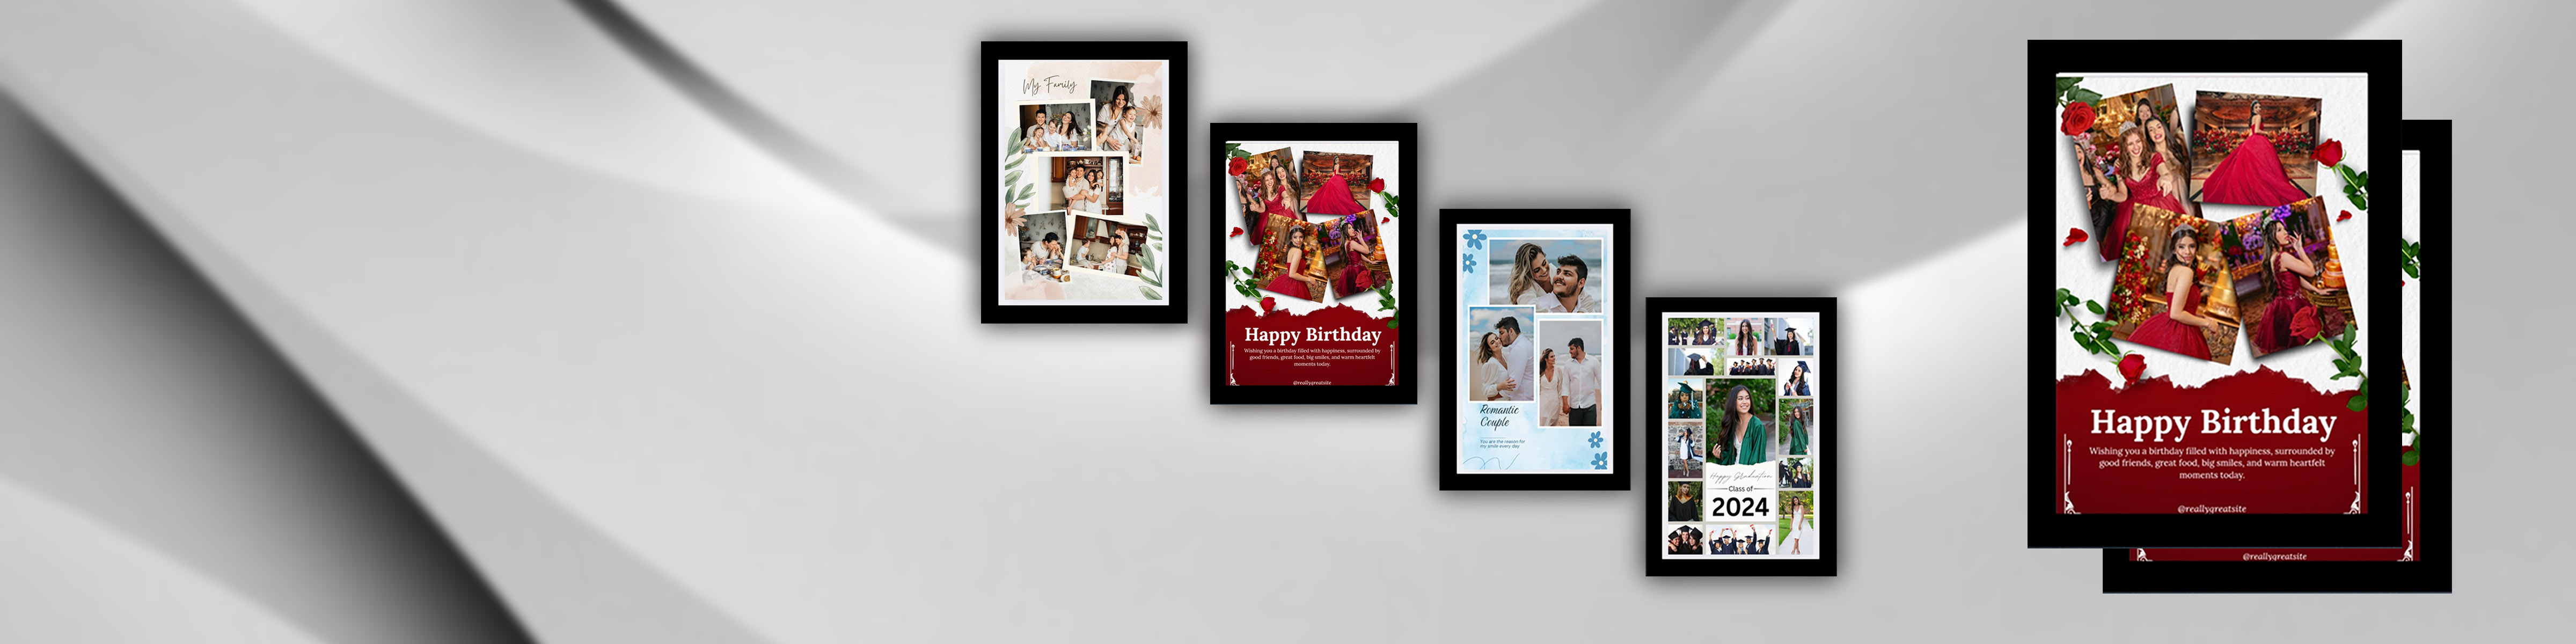 My Family
Happy Birthday
Wishing you a birthday filled with happiness, surrounded by
good friends, great food, big smiles, and warm heartfelt
moments today.
@reallygreatsite
Romantic
Couple
You are the reason for
my smile every day
Happy Graduation
Class of
2024
Happy Birthday
Wishing you a birthday filled with happiness, surrounded by
good friends, great food, big smiles, and warm heartfelt
moments today.
@reallygreatsite
@reallygreatsite